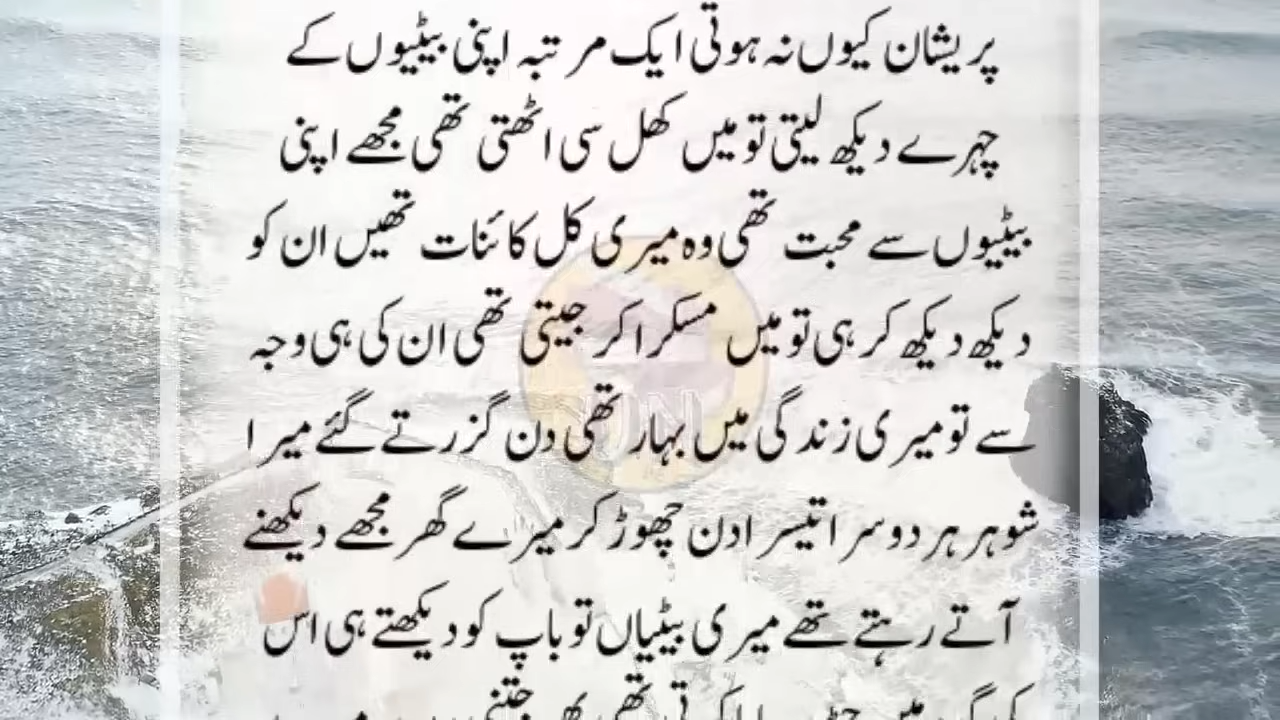 پریشان کیوں نہ ہوتی ایک مرتبہ اپنی بیٹیوں کے
چہرے دیکھ لیتی تو میں کھل سی اٹھتی تھی مجھے اپنی
بیٹیوں سے محبت تھی وہ میری کل کائنات تھیں ان کو
دیکھ دیکھ کر ہی تو میں مسکرا کر جیتی تھی ان کی ہی وجہ
سے تو میری زندگی میں بہار تھی دن گزرتے گئے میرا
شوہر ہر دوسرا تیسرا دن چھوڑ کر میرے گھر مجھے دیکھنے
آتے رہتے تھے میری بیٹیاں تو باپ کو دیکھتے ہی اس